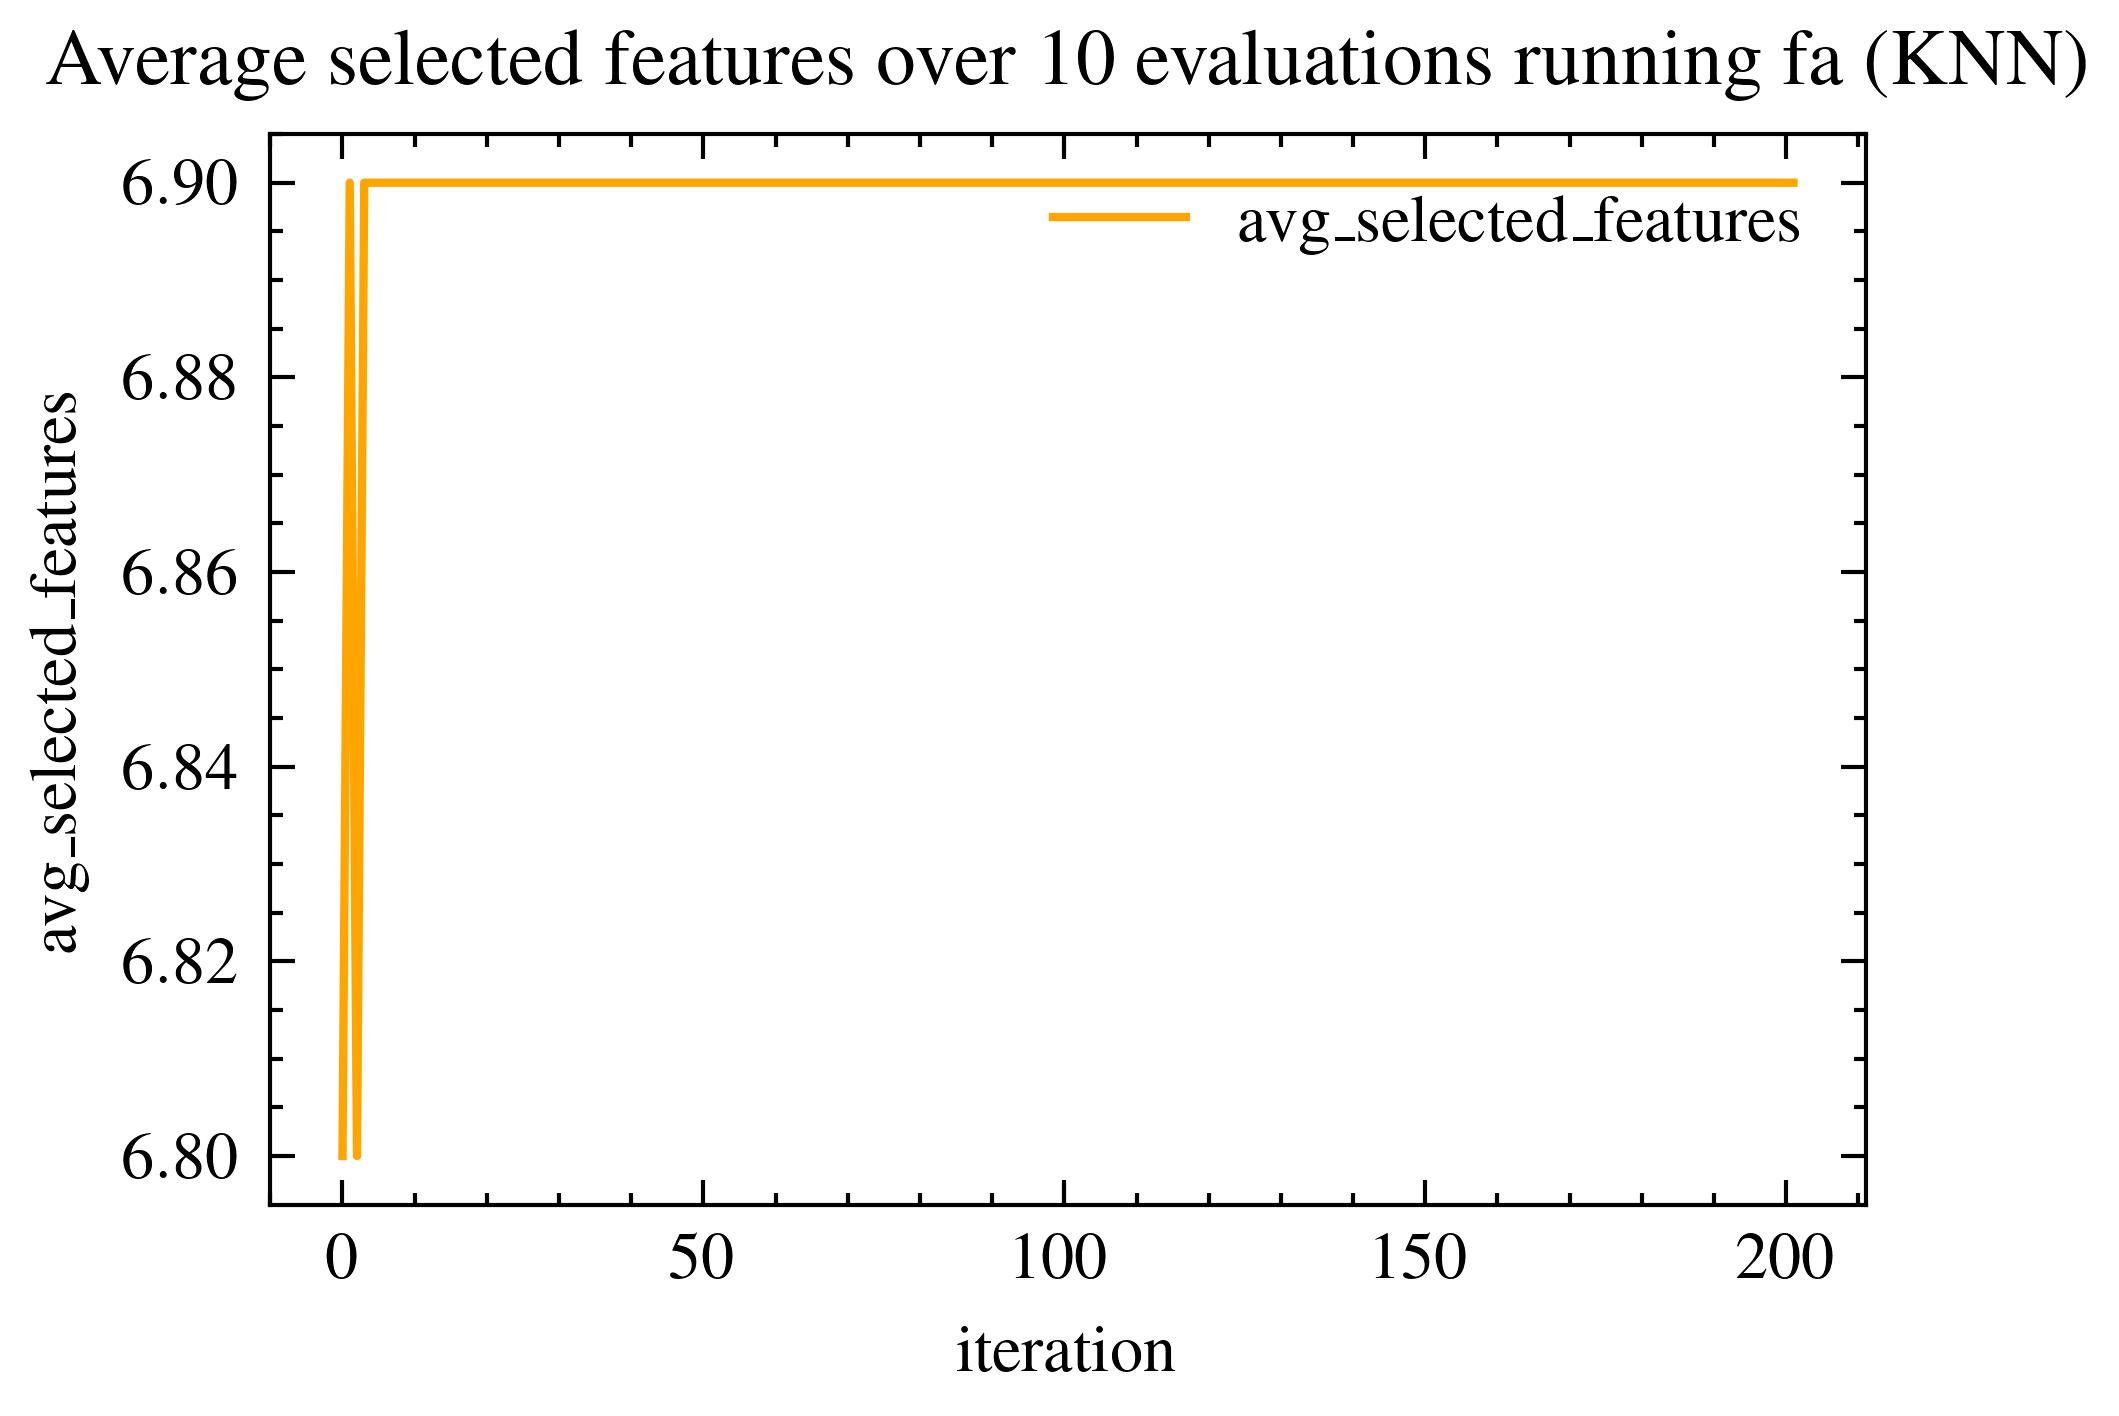 Average selected features over 10 evaluations running fa (KNN)
6.90
6.88
6.86
6.84
6.82
6.80
avg_selected_features
avg_selected_features
0 50 100 150 200
iteration